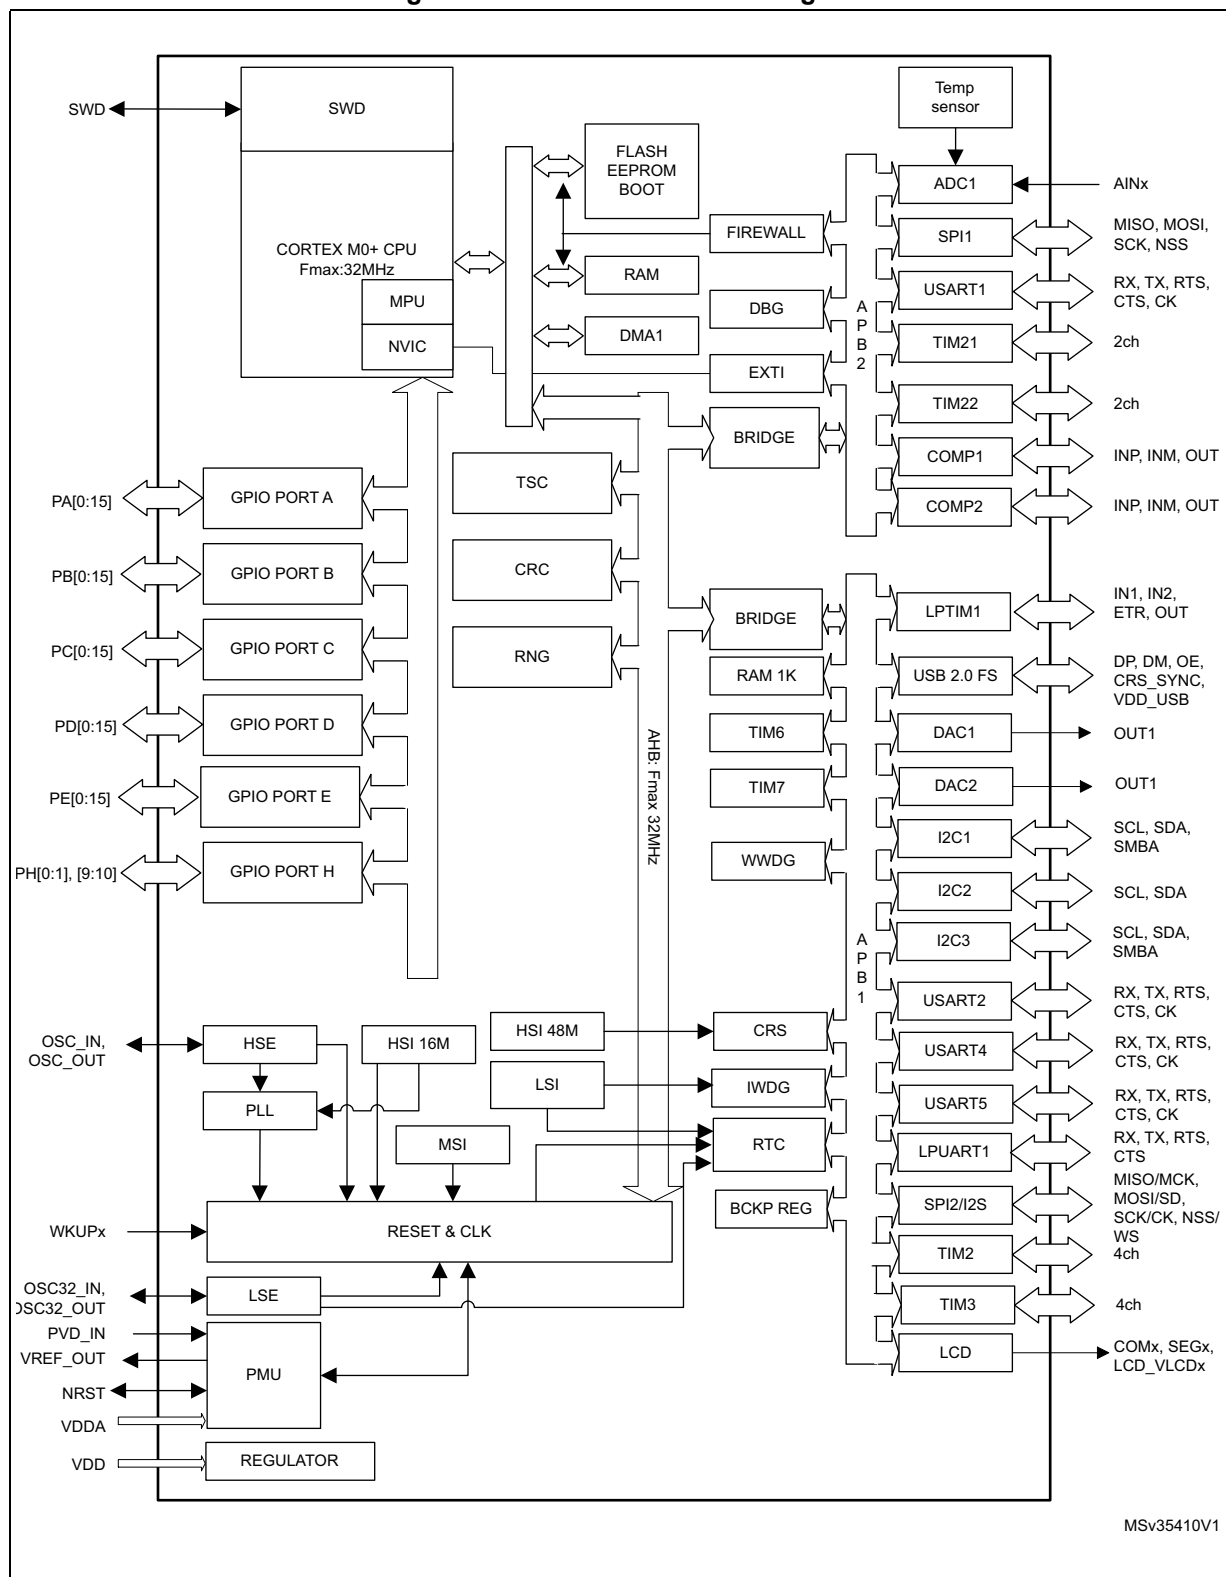 SWD
SWD
CORTEX M0+ CPU
Fmax:32MHz
MPU
NVIC
FLASH
EEPROM
BOOT
RAM
DMA1
FIREWALL
DBG
EXTI
BRIDGE
A
P
B
2
Temp
sensor
ADC1
AINx
SPI1
MISO, MOSI,
SCK, NSS
USART1
RX, TX, RTS,
CTS, CK
TIM21
2ch
TIM22
2ch
COMP1
INP, INM, OUT
COMP2
INP, INM, OUT
PA[0:15]
GPIO PORT A
PB[0:15]
GPIO PORT B
PC[0:15]
GPIO PORT C
PD[0:15]
GPIO PORT D
PE[0:15]
GPIO PORT E
PH[0:1], [9:10]
GPIO PORT H
TSC
CRC
RNG
AHB: Fmax 32MHz
BRIDGE
RAM 1K
TIM6
TIM7
WWDG
A
P
B
1
LPTIM1
IN1, IN2,
ETR, OUT
USB 2.0 FS
DP, DM, OE,
CRS_SYNC,
VDD_USB
DAC1
OUT1
DAC2
OUT1
I2C1
SCL, SDA,
SMBA
I2C2
SCL, SDA
I2C3
SCL, SDA,
SMBA
USART2
RX, TX, RTS,
CTS, CK
USART4
RX, TX, RTS,
CTS, CK
USART5
RX, TX, RTS,
CTS, CK
LPUART1
RX, TX, RTS,
CTS
SPI2/I2S
MISO/MCK,
MOSI/SD,
SCK/CK, NSS/
WS
TIM2
4ch
TIM3
4ch
LCD
COMx, SEGx,
LCD_VLCDx
OSC_IN,
OSC_OUT
HSE
HSI 16M
HSI 48M
CRS
PLL
LSI
IWDG
MSI
RTC
BCKP REG
WKUPx
RESET & CLK
OSC32_IN,
OSC32_OUT
LSE
PVD_IN
VREF_OUT
PMU
NRST
VDDA
VDD
REGULATOR
MSv35410V1